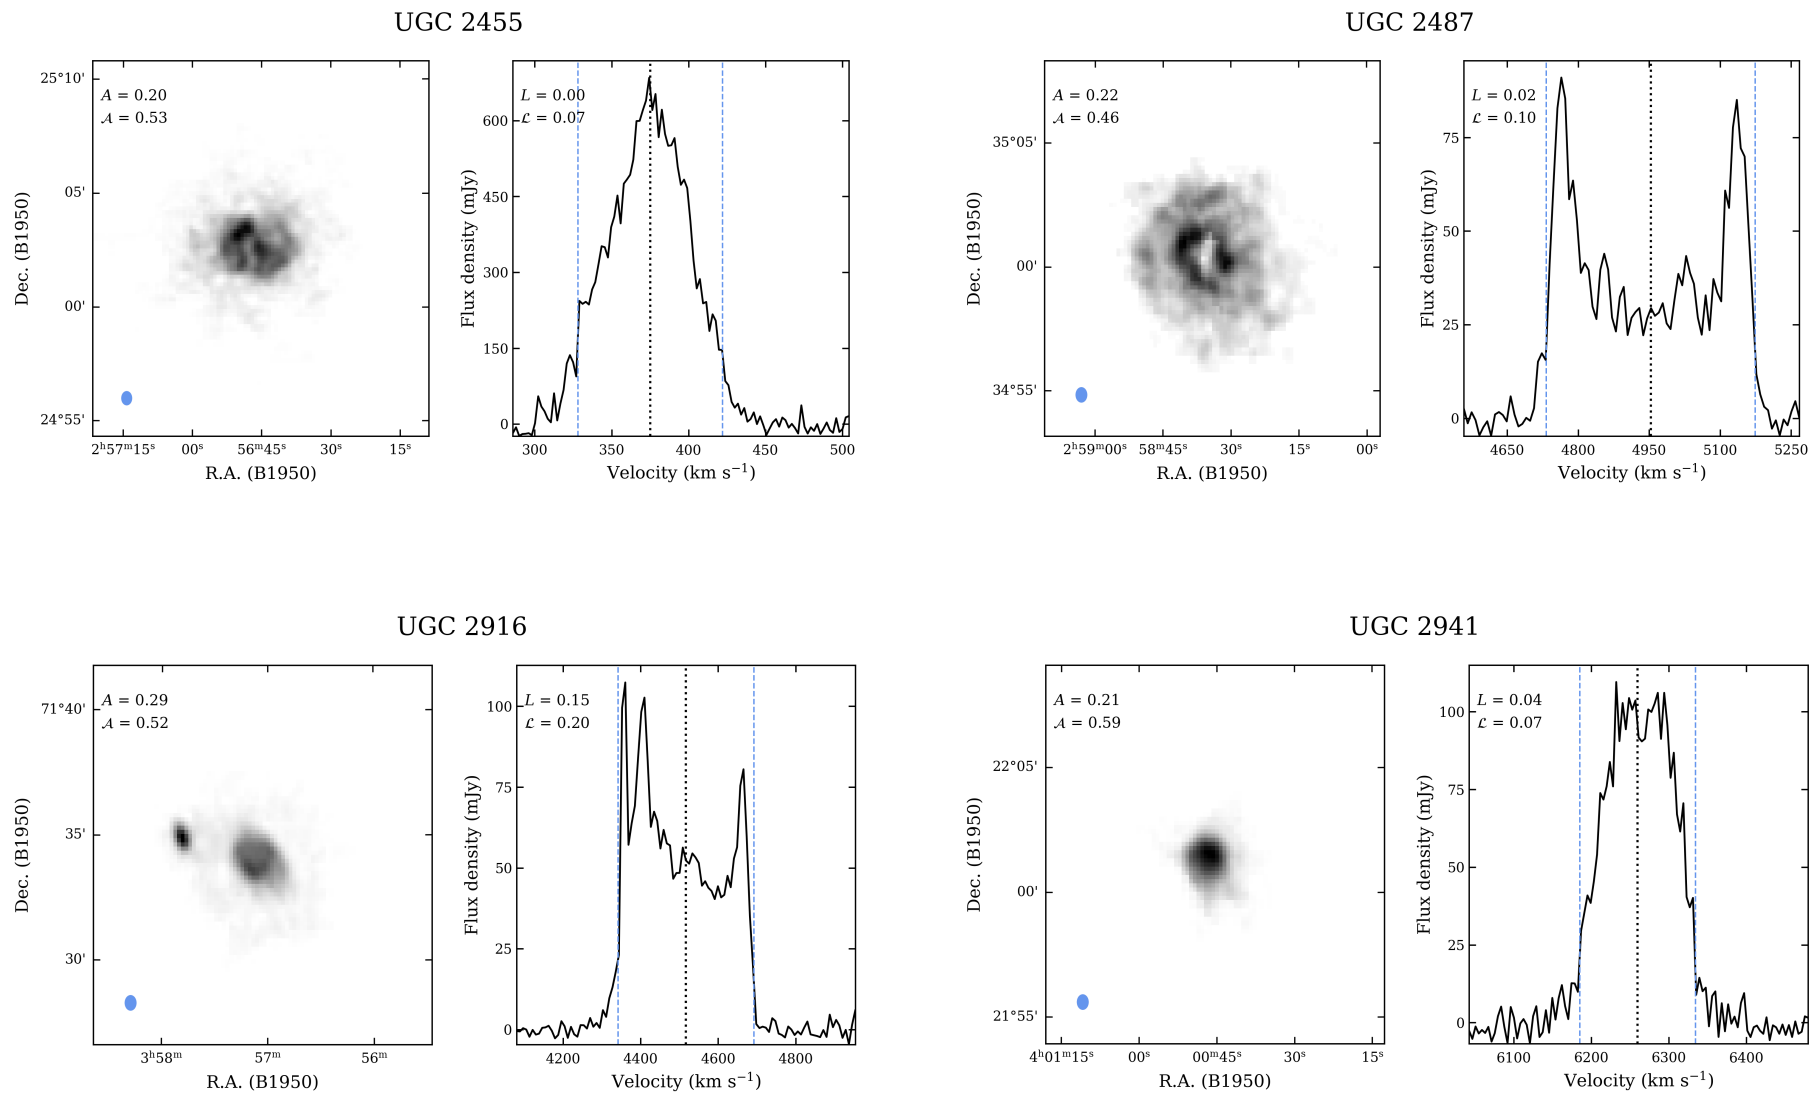 UGC 2455
A = 0.20
𝒜 = 0.53
25°10'
05'
00'
24°55'
Dec. (B1950)
2ʰ57ᵐ15ˢ 00ˢ 56ᵐ45ˢ 30ˢ 15ˢ
R.A. (B1950)
L = 0.00
ℒ = 0.07
600
450
300
150
0
Flux density (mJy)
300 350 400 450 500
Velocity (km s⁻¹)
UGC 2487
A = 0.22
𝒜 = 0.46
35°05'
00'
34°55'
Dec. (B1950)
2ʰ59ᵐ00ˢ 58ᵐ45ˢ 30ˢ 15ˢ 00ˢ
R.A. (B1950)
L = 0.02
ℒ = 0.10
75
50
25
0
Flux density (mJy)
4650 4800 4950 5100 5250
Velocity (km s⁻¹)
UGC 2916
A = 0.29
𝒜 = 0.52
71°40'
35'
30'
Dec. (B1950)
3ʰ58ᵐ 57ᵐ 56ᵐ
R.A. (B1950)
L = 0.15
ℒ = 0.20
100
75
50
25
0
Flux density (mJy)
4200 4400 4600 4800
Velocity (km s⁻¹)
UGC 2941
A = 0.21
𝒜 = 0.59
22°05'
00'
21°55'
Dec. (B1950)
4ʰ01ᵐ15ˢ 00ˢ 00ᵐ45ˢ 30ˢ 15ˢ
R.A. (B1950)
L = 0.04
ℒ = 0.07
100
75
50
25
0
Flux density (mJy)
6100 6200 6300 6400
Velocity (km s⁻¹)